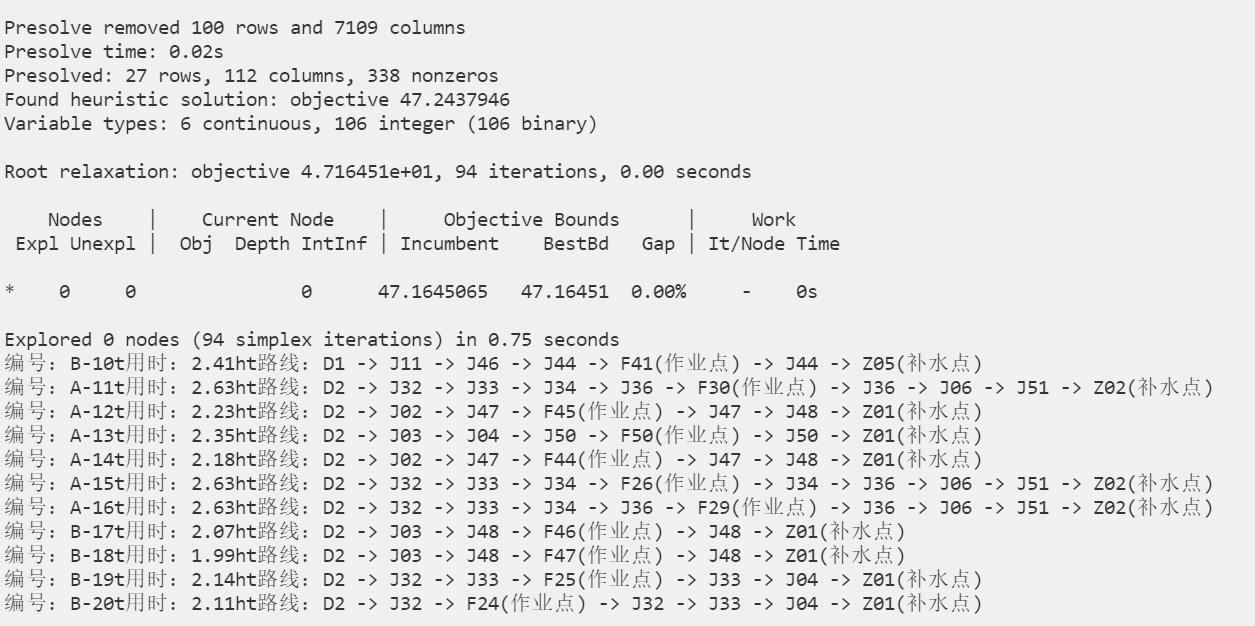 Presolve removed 100 rows and 7109 columns
Presolve time: 0.02s
Presolved: 27 rows, 112 columns, 338 nonzeros
Found heuristic solution: objective 47.2437946
Variable types: 6 continuous, 106 integer (106 binary)
Root relaxation: objective 4.716451e+01, 94 iterations, 0.00 seconds
Nodes | Current Node | Objective Bounds | Work
Expl Unexpl | Obj Depth IntInf | Incumbent BestBd Gap | It/Node Time
* 0 0 0 47.1645065 47.16451 0.00% - 0s
Explored 0 nodes (94 simplex iterations) in 0.75 seconds
编号: B-10t用时: 2.41ht路线: D1 -> J11 -> J46 -> J44 -> F41(作业点) -> J44 -> Z05(补水点)
编号: A-11t用时: 2.63ht路线: D2 -> J32 -> J33 -> J34 -> J36 -> F30(作业点) -> J36 -> J06 -> J51 -> Z02(补水点)
编号: A-12t用时: 2.23ht路线: D2 -> J02 -> J47 -> F45(作业点) -> J47 -> J48 -> Z01(补水点)
编号: A-13t用时: 2.35ht路线: D2 -> J03 -> J04 -> J50 -> F50(作业点) -> J50 -> Z01(补水点)
编号: A-14t用时: 2.18ht路线: D2 -> J02 -> J47 -> F44(作业点) -> J47 -> J48 -> Z01(补水点)
编号: A-15t用时: 2.63ht路线: D2 -> J32 -> J33 -> J34 -> F26(作业点) -> J34 -> J36 -> J06 -> J51 -> Z02(补水点)
编号: A-16t用时: 2.63ht路线: D2 -> J32 -> J33 -> J34 -> J36 -> F29(作业点) -> J36 -> J06 -> J51 -> Z02(补水点)
编号: B-17t用时: 2.07ht路线: D2 -> J03 -> J48 -> F46(作业点) -> J48 -> Z01(补水点)
编号: B-18t用时: 1.99ht路线: D2 -> J03 -> J48 -> F47(作业点) -> J48 -> Z01(补水点)
编号: B-19t用时: 2.14ht路线: D2 -> J32 -> J33 -> F25(作业点) -> J33 -> J04 -> Z01(补水点)
编号: B-20t用时: 2.11ht路线: D2 -> J32 -> F24(作业点) -> J32 -> J33 -> J04 -> Z01(补水点)